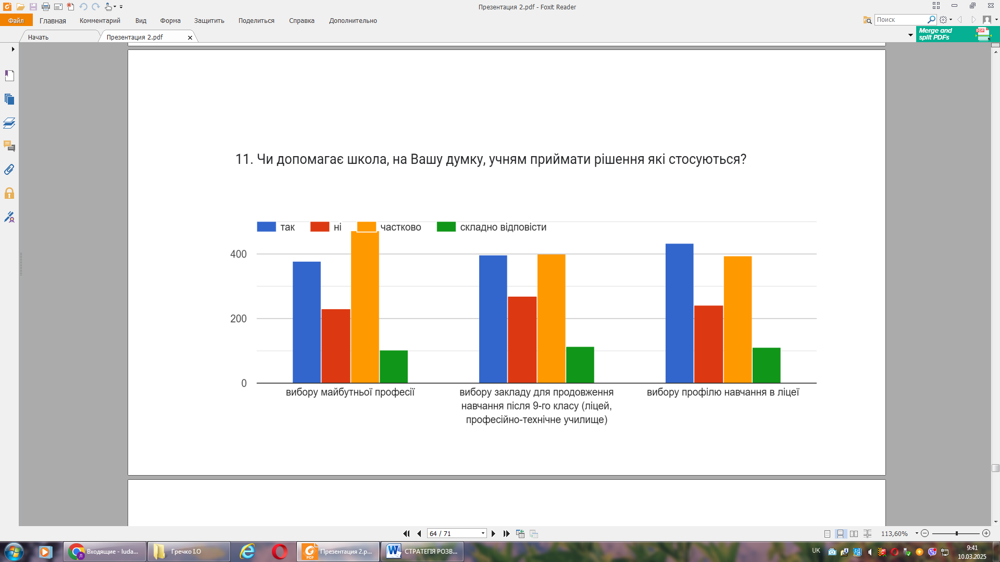 Презентация 2.pdf - Foxit Reader
Файл Главная Комментарий Вид Форма Защитить Поделиться Справка Дополнительно
Поиск
Начать Презентация 2.pdf
Merge and
split PDFs
PDF
11. Чи допомагає школа, на Вашу думку, учням приймати рішення які стосуються?
так ні частково складно відповісти
400
200
0
вибору майбутньої професії
вибору закладу для продовження
навчання після 9-го класу (ліцей,
професійно-технічне училище)
вибору профілю навчання в ліцеї
64 / 71
113,60%
Входящие - luda...
Гречко І.О
PDF
Презентация 2.p...
СТРАТЕГІЯ РОЗВ...
UK
9:41
10.03.2025